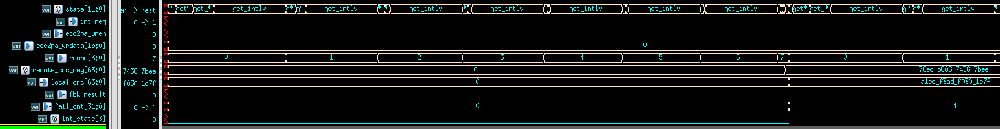 ver state[11:0] en -> rest * get* get_* get_intlv g* g* get_intlv * * get_intlv * get_intlv get_intlv get_intlv get_intlv get* get_* get_intlv g* g* get_intlv *
ver int_req 0 -> 1
ver ecc2pa_wren 0
ver ecc2pa_wrdata[15:0] 0 0
ver round[3:0] 7 0 1 2 3 4 5 6 7 0 1
ver remote_crc_reg[63:0] _7436_7bee 0 78ec_b606_7436_7bee
ver local_crc[63:0] _f030_1c7f 0 a1cd_f3ad_f030_1c7f
ver fbk_result 0
ver fail_cnt[31:0] 0 -> 1 0 1
ver int_state[3] 0